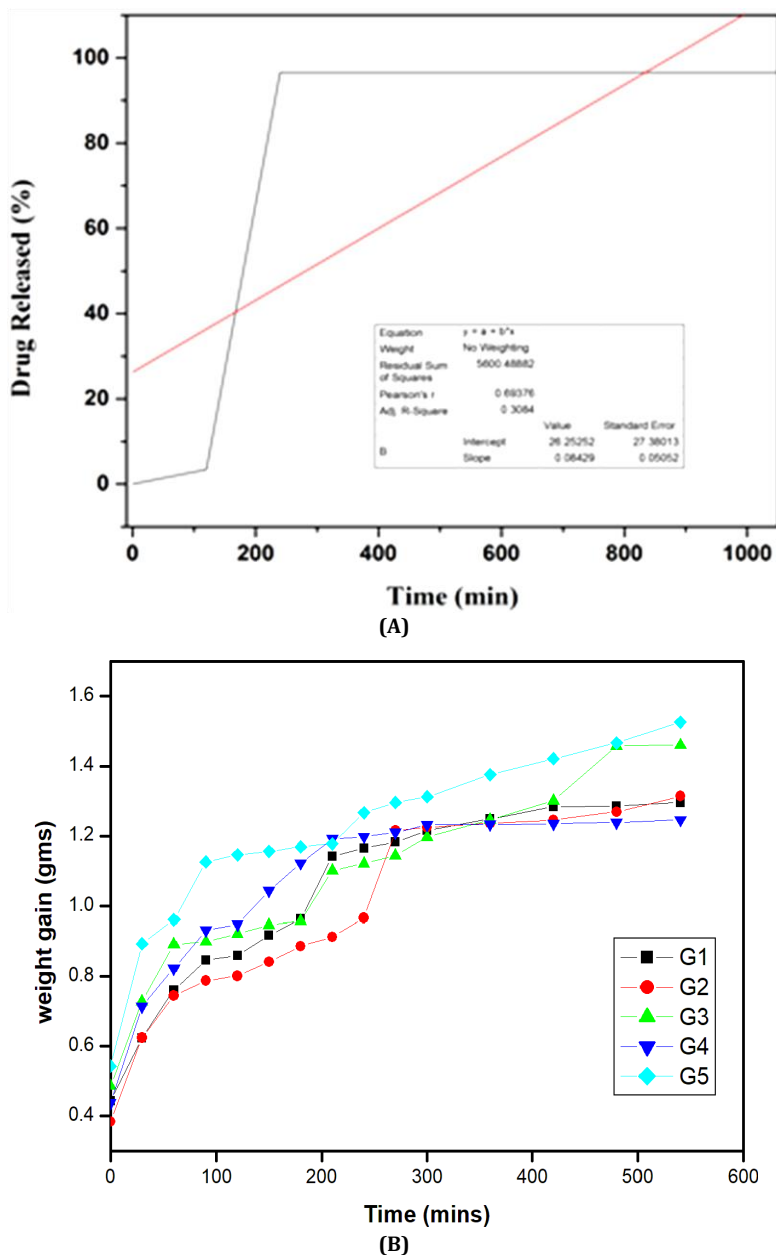 100
80
60
40
20
0
Drug Released (%)
Equation y = a + b*x
Weight No Weighting
Residual Sum of Squares 5600.48882
Pearson's r 0.69376
Adj. R-Square 0.3084
Value Standard Error
B Intercept 26.25252 27.38013
Slope 0.08429 0.05052
0 200 400 600 800 1000
Time (min)
(A)
1.6
1.4
1.2
1.0
0.8
0.6
0.4
weight gain (gms)
G1
G2
G3
G4
G5
0 100 200 300 400 500 600
Time (mins)
(B)